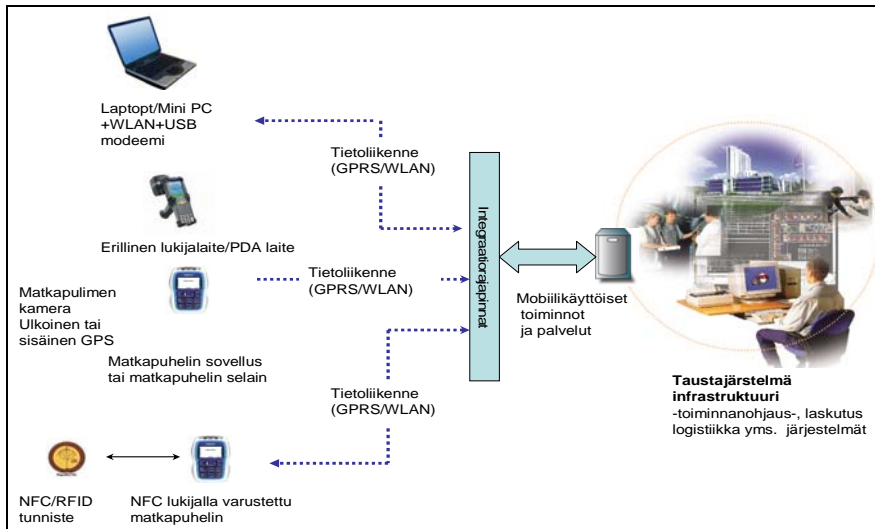 Laptopt/Mini PC
+WLAN+USB
modeemi
Tietoliikenne
(GPRS/WLAN)
Erillinen lukijalaite/PDA laite
Tietoliikenne
(GPRS/WLAN)
Matkapulimen
kamera
Ulkoinen tai
sisäinen GPS
Matkapuhelin sovellus
tai matkapuhelin selain
Tietoliikenne
(GPRS/WLAN)
NFC/RFID
tunniste
NFC lukijalla varustettu
matkapuhelin
Integraatiorajapinnat
Mobiilikäyttöiset
toiminnot
ja palvelut
Taustajärstelmä
infrastruktuuri
-toiminnanohjaus-, laskutus
logistiikka yms. järjestelmät